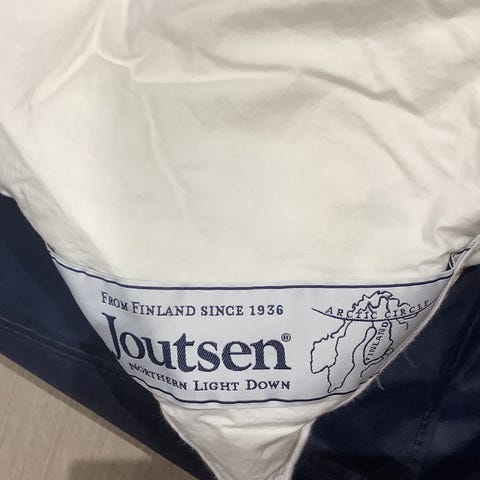 FROM FINLAND SINCE 1936
Joutsen®
NORTHERN LIGHT DOWN
ARCTIC CIRCLE
FINLAND